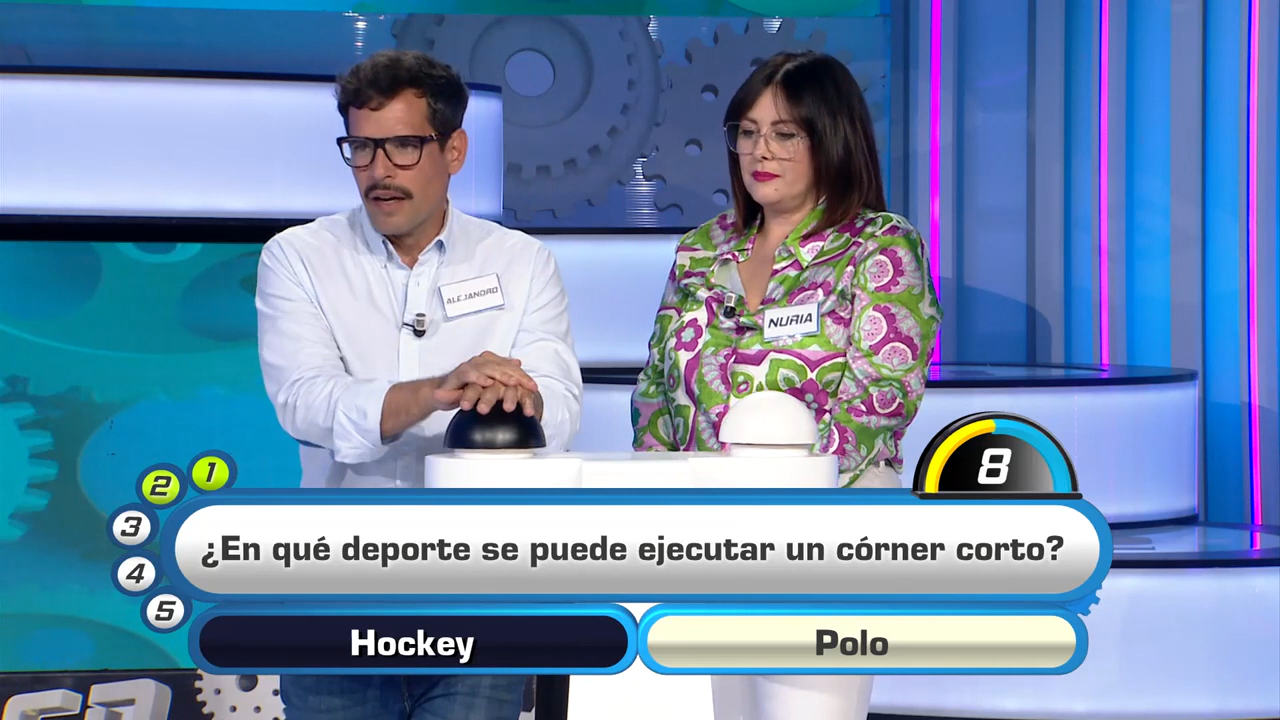 ALEJANDRO
NURIA
8
1
2
3
4
5
¿En qué deporte se puede ejecutar un córner corto?
Hockey
Polo